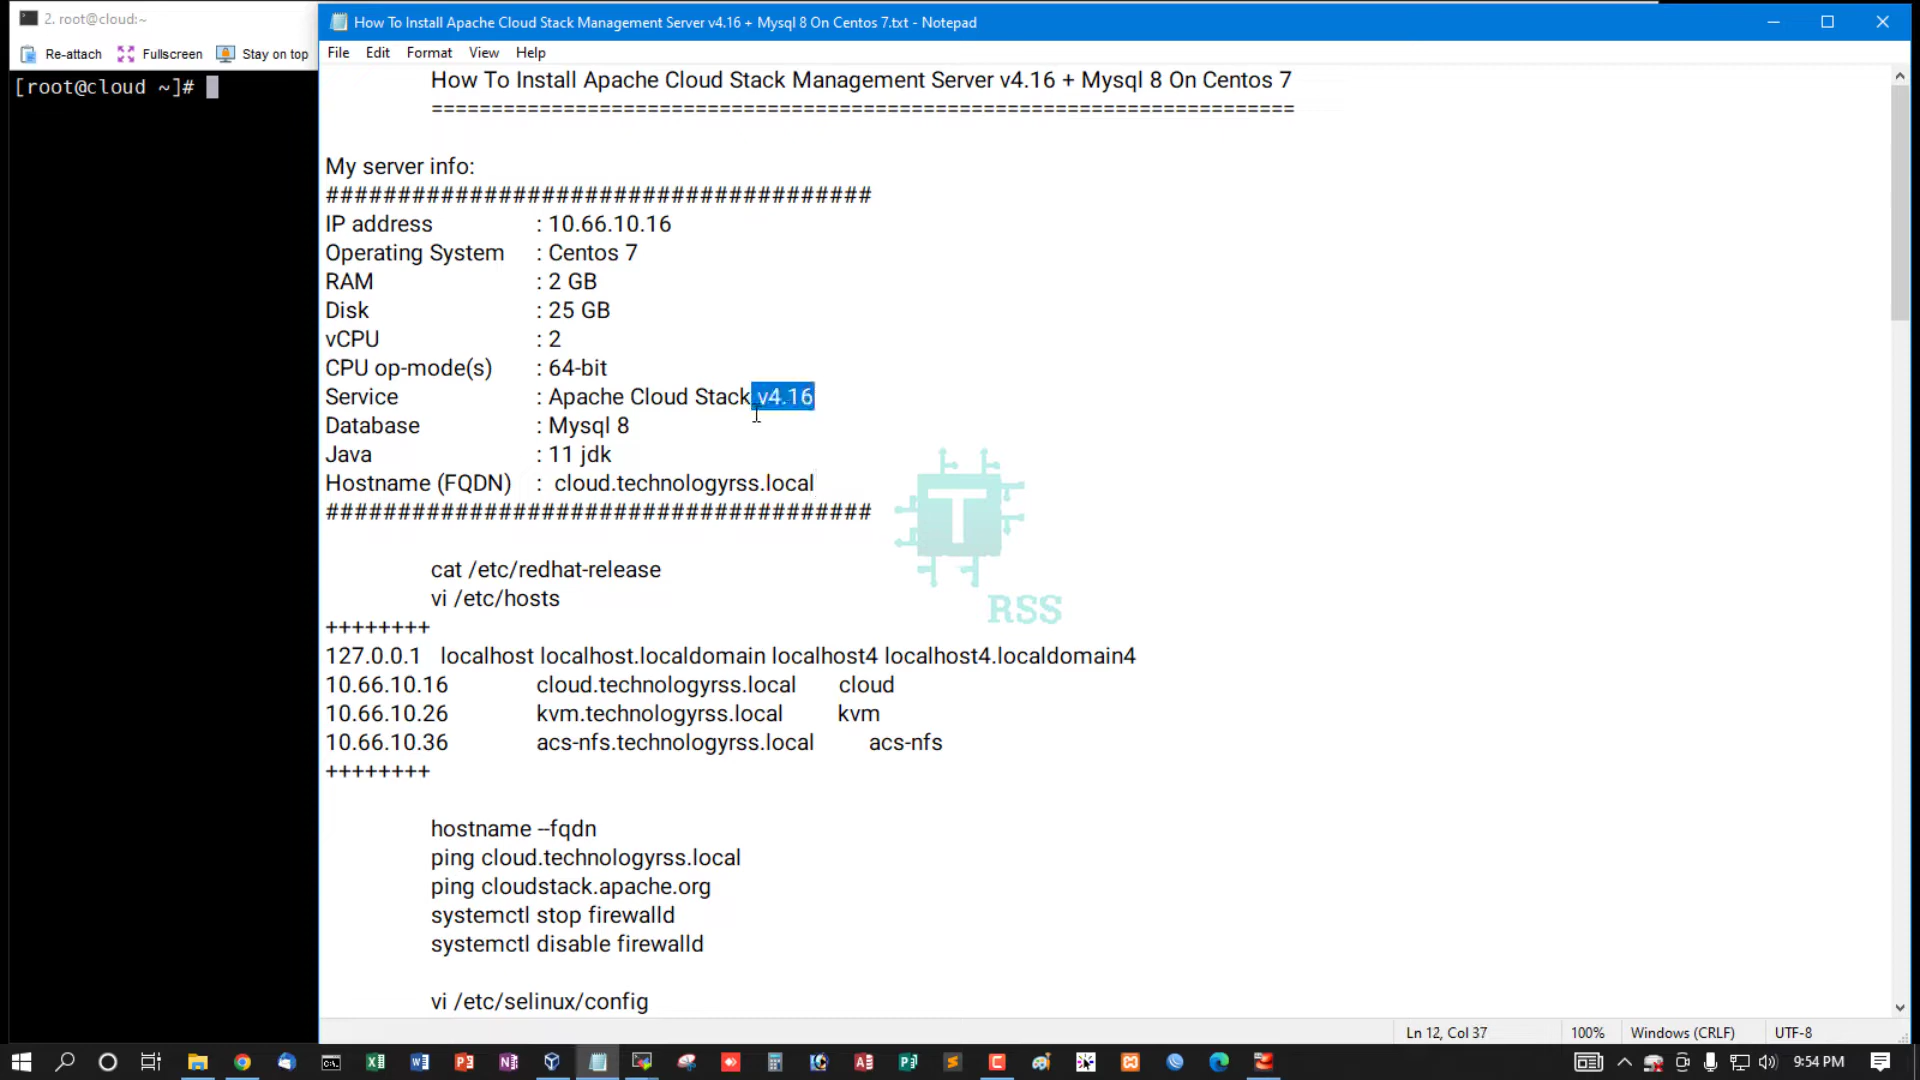 2. root@cloud:~
How To Install Apache Cloud Stack Management Server v4.16 + Mysql 8 On Centos 7.txt - Notepad
Re-attach Fullscreen Stay on top
File Edit Format View Help
[root@cloud ~]#
How To Install Apache Cloud Stack Management Server v4.16 + Mysql 8 On Centos 7
========================================================================
My server info:
######################################
IP address : 10.66.10.16
Operating System : Centos 7
RAM : 2 GB
Disk : 25 GB
vCPU : 2
CPU op-mode(s) : 64-bit
Service : Apache Cloud Stack v4.16
Database : Mysql 8
Java : 11 jdk
Hostname (FQDN) : cloud.technologyrss.local
######################################
T
RSS
cat /etc/redhat-release
vi /etc/hosts
++++++++
127.0.0.1 localhost localhost.localdomain localhost4 localhost4.localdomain4
10.66.10.16 cloud.technologyrss.local cloud
10.66.10.26 kvm.technologyrss.local kvm
10.66.10.36 acs-nfs.technologyrss.local acs-nfs
++++++++
hostname --fqdn
ping cloud.technologyrss.local
ping cloudstack.apache.org
systemctl stop firewalld
systemctl disable firewalld
vi /etc/selinux/config
Ln 12, Col 37 100% Windows (CRLF) UTF-8
9:54 PM